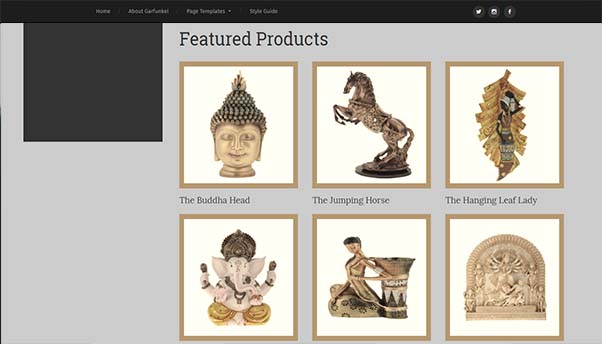 Home About Garfunkel Page Templates Style Guide
Featured Products
The Buddha Head The Jumping Horse The Hanging Leaf Lady